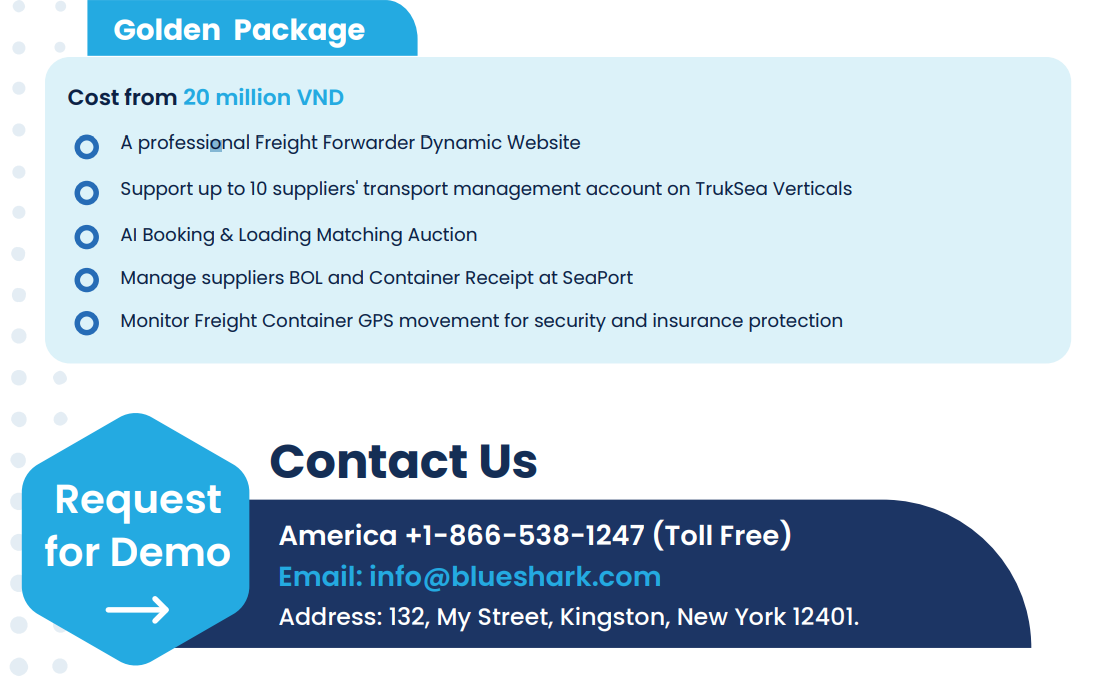 Golden Package
Cost from 20 million VND
A professional Freight Forwarder Dynamic Website
Support up to 10 suppliers' transport management account on TrukSea Verticals
AI Booking & Loading Matching Auction
Manage suppliers BOL and Container Receipt at SeaPort
Monitor Freight Container GPS movement for security and insurance protection
Request
for Demo
Contact Us
America +1-866-538-1247 (Toll Free)
Email: info@blueshark.com
Address: 132, My Street, Kingston, New York 12401.